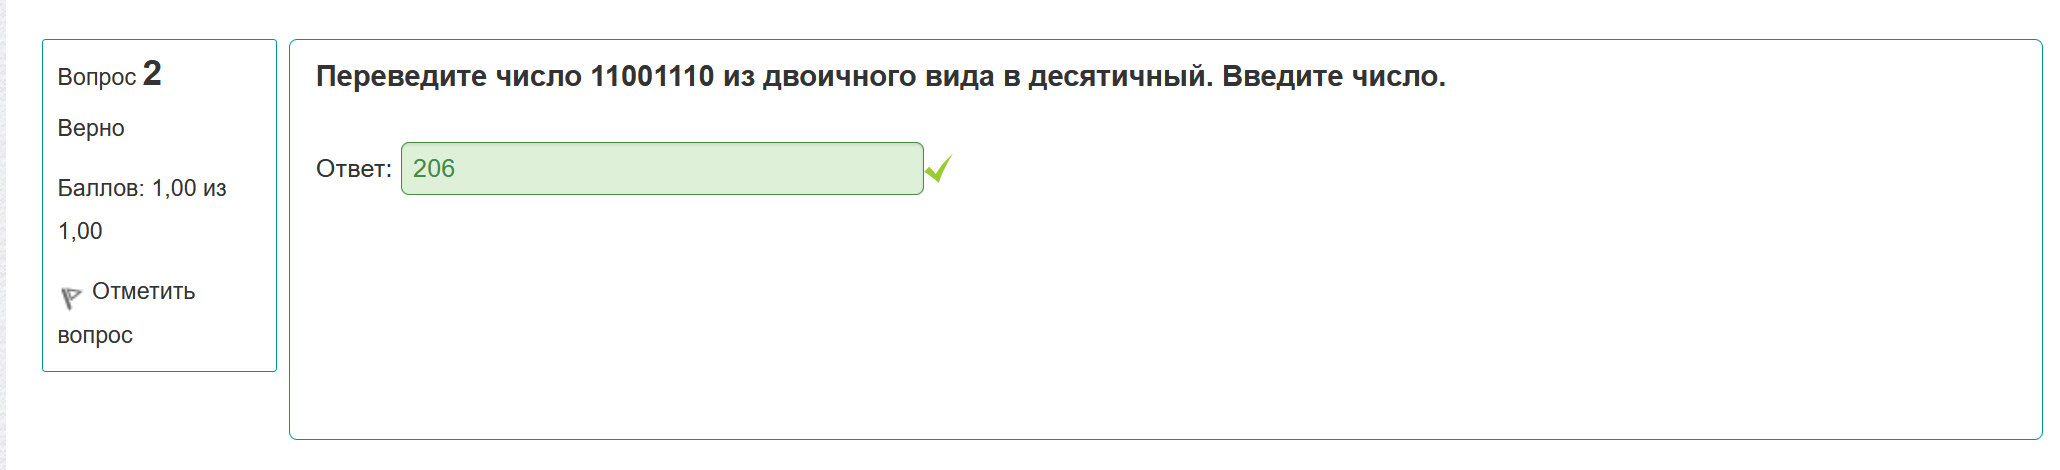 Вопрос 2
Верно
Баллов: 1,00 из
1,00
Отметить
вопрос
Переведите число 11001110 из двоичного вида в десятичный. Введите число.
Ответ: 206